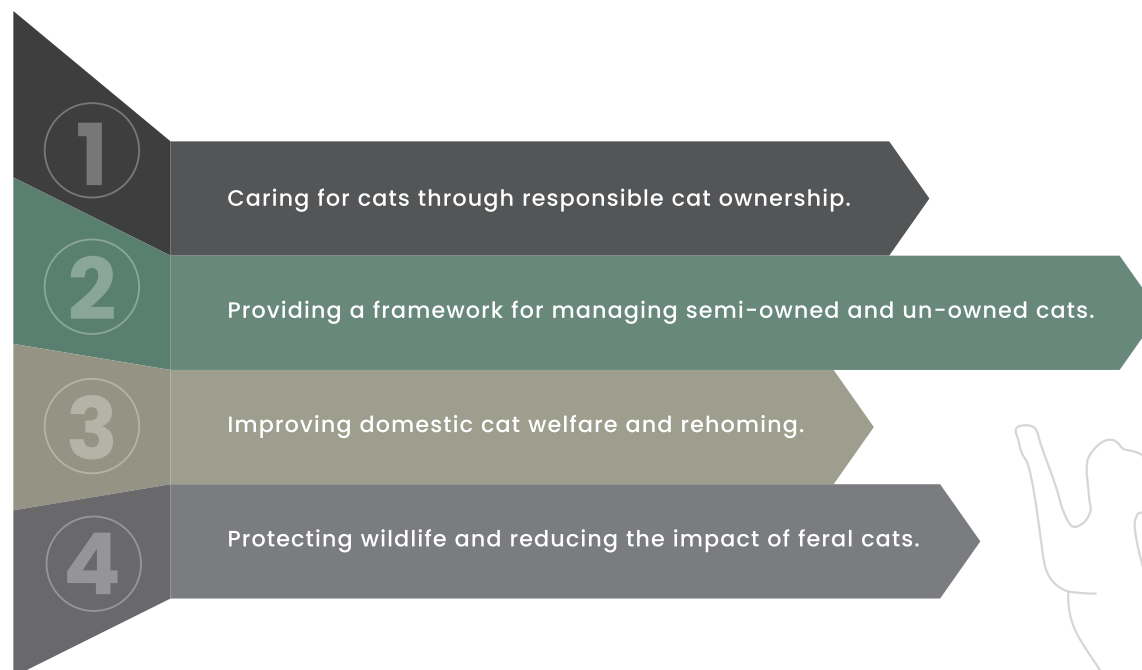 1
Caring for cats through responsible cat ownership.
2
Providing a framework for managing semi-owned and un-owned cats.
3
Improving domestic cat welfare and rehoming.
4
Protecting wildlife and reducing the impact of feral cats.